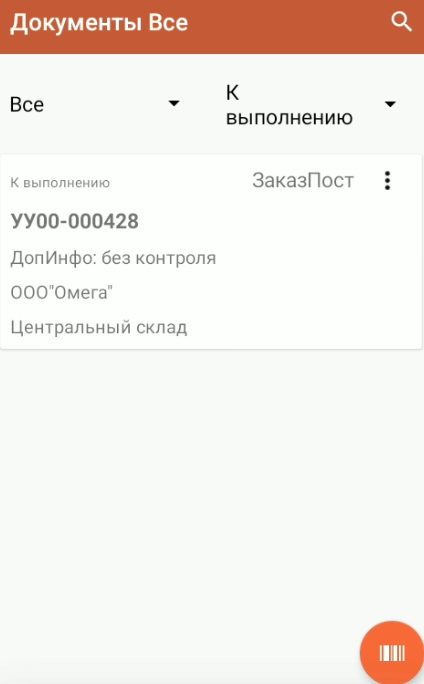 Документы Все
Все
К
выполнению
К выполнению
ЗаказПост
УУ00-000428
ДопИнфо: без контроля
ООО"Омега"
Центральный склад